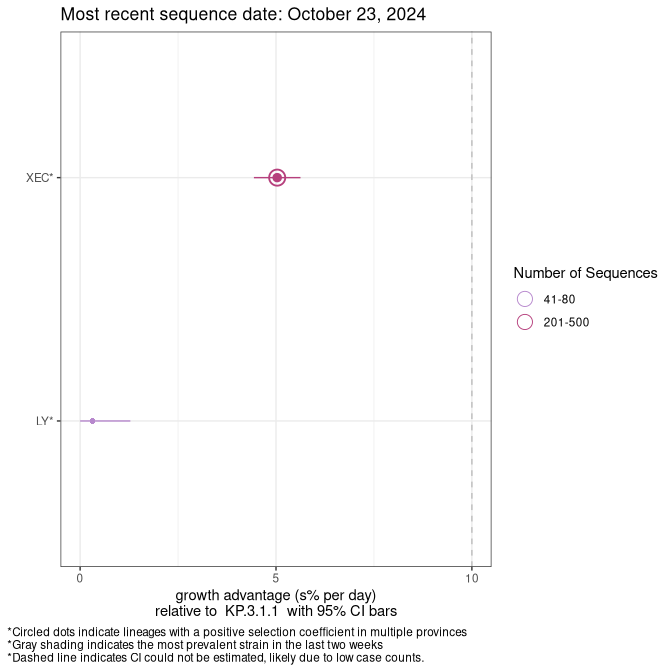 Most recent sequence date: October 23, 2024
XEC*
LY*
0
5
10
growth advantage (s% per day)
relative to  KP.3.1.1  with 95% CI bars
Number of Sequences
41-80
201-500
*Circled dots indicate lineages with a positive selection coefficient in multiple provinces
*Gray shading indicates the most prevalent strain in the last two weeks
*Dashed line indicates CI could not be estimated, likely due to low case counts.